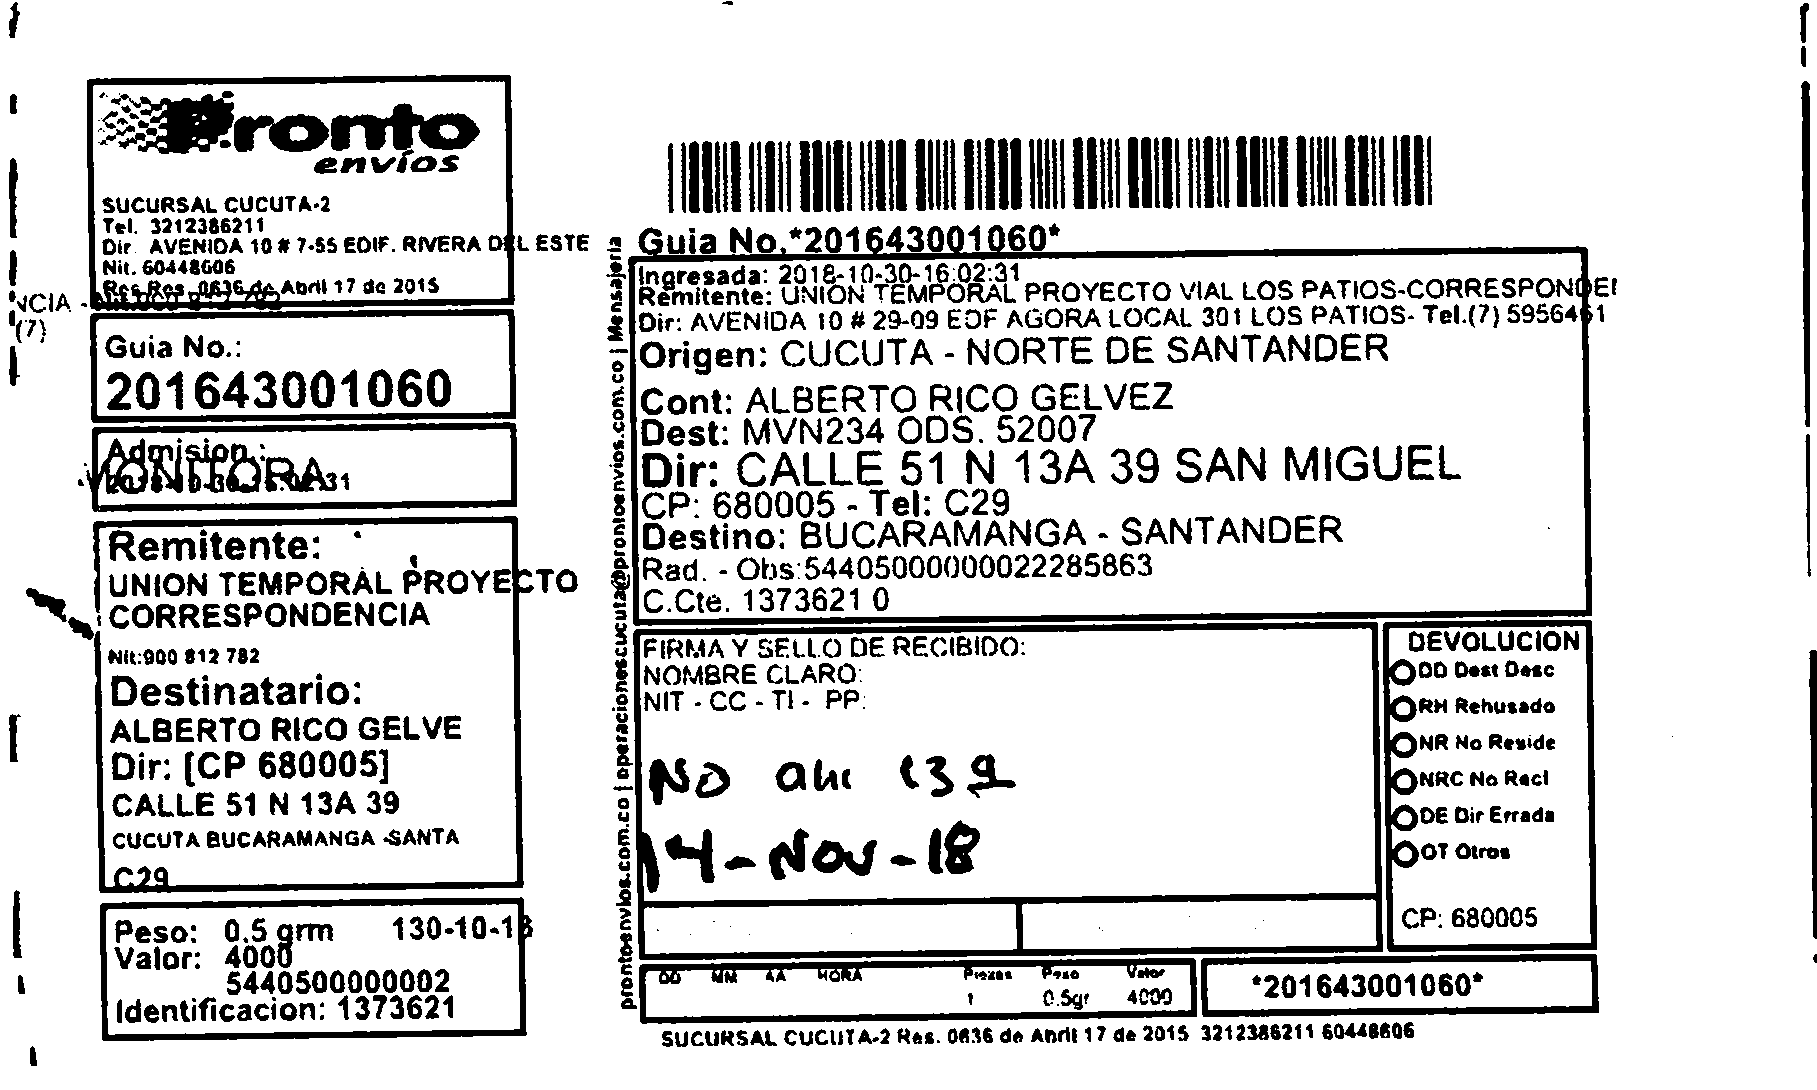 Pronto
envíos
SUCURSAL CUCUTA-2
Tel. 3212386211
Dir AVENIDA 10 # 7-55 EDIF. RIVERA DEL ESTE
Nit. 60448606
Res Res. 0636 de Abril 17 de 2015
NCIA -
(7)
Guia No.:
201643001060
Admision.:
MONITORA
Remitente:
UNION TEMPORAL PROYECTO
CORRESPONDENCIA
Nit:900 812 782
Destinatario:
ALBERTO RICO GELVE
Dir: [CP 680005]
CALLE 51 N 13A 39
CUCUTA BUCARAMANGA -SANTA
C29
Peso: 0.5 grm 130-10-18
Valor: 4000
5440500000002
Identificacion: 1373621
prontoenvios.com.co | operacionescucuta@prontoenvios.com.co | Mensajeria
Guia No.*201643001060*
Ingresada: 2018-10-30-16:02:31
Remitente: UNION TEMPORAL PROYECTO VIAL LOS PATIOS-CORRESPONDEI
Dir: AVENIDA 10 # 29-09 EDF AGORA LOCAL 301 LOS PATIOS- Tel.(7) 5956461
Origen: CUCUTA - NORTE DE SANTANDER
Cont: ALBERTO RICO GELVEZ
Dest: MVN234 ODS. 52007
Dir: CALLE 51 N 13A 39 SAN MIGUEL
CP: 680005 - Tel: C29
Destino: BUCARAMANGA - SANTANDER
Rad. - Obs:54405000000022285863
C.Cte. 1373621 0
FIRMA Y SELLO DE RECIBIDO:
NOMBRE CLARO:
NIT - CC - TI - PP:
No
14-Nov-18
DEVOLUCION
DD Dest Desc
RH Rehusado
NR No Reside
NRC No Recl
DE Dir Errada
OT Otros
CP: 680005
DD MM AA HORA Piezas Peso Valor
1 0.5gr 4000
*201643001060*
SUCURSAL CUCUTA-2 Res. 0636 de Abril 17 de 2015 3212386211 60448606